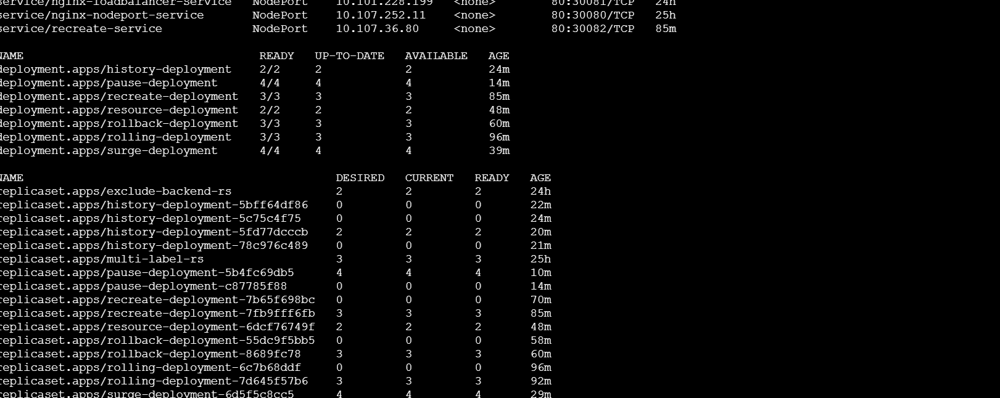 service/nginx-loadbalancer-service   NodePort    10.101.228.199   <none>        80:30081/TCP   24h
service/nginx-nodeport-service       NodePort    10.107.252.11    <none>        80:30080/TCP   25h
service/recreate-service             NodePort    10.107.36.80     <none>        80:30082/TCP   85m
NAME                                  READY   UP-TO-DATE   AVAILABLE   AGE
deployment.apps/history-deployment    2/2     2            2           24m
deployment.apps/pause-deployment      4/4     4            4           14m
deployment.apps/recreate-deployment   3/3     3            3           85m
deployment.apps/resource-deployment   2/2     2            2           48m
deployment.apps/rollback-deployment   3/3     3            3           60m
deployment.apps/rolling-deployment    3/3     3            3           96m
deployment.apps/surge-deployment      4/4     4            4           39m
NAME                                             DESIRED   CURRENT   READY   AGE
replicaset.apps/exclude-backend-rs               2         2         2       24h
replicaset.apps/history-deployment-5bff64df86    0         0         0       22m
replicaset.apps/history-deployment-5c75c4f75     0         0         0       24m
replicaset.apps/history-deployment-5fd77dcccb    2         2         2       20m
replicaset.apps/history-deployment-78c976c489    0         0         0       21m
replicaset.apps/multi-label-rs                   3         3         3       25h
replicaset.apps/pause-deployment-5b4fc69db5      4         4         4       10m
replicaset.apps/pause-deployment-c87785f88       0         0         0       14m
replicaset.apps/recreate-deployment-7b65f698bc   0         0         0       70m
replicaset.apps/recreate-deployment-7fb9fff6fb   3         3         3       85m
replicaset.apps/resource-deployment-6dcf76749f   2         2         2       48m
replicaset.apps/rollback-deployment-55dc9f5bb5   0         0         0       58m
replicaset.apps/rollback-deployment-8689fc78     3         3         3       60m
replicaset.apps/rolling-deployment-6c7b68ddf     0         0         0       96m
replicaset.apps/rolling-deployment-7d645f57b6    3         3         3       92m
replicaset.apps/surge-deployment-6d5f5c8cc5      4         4         4       29m